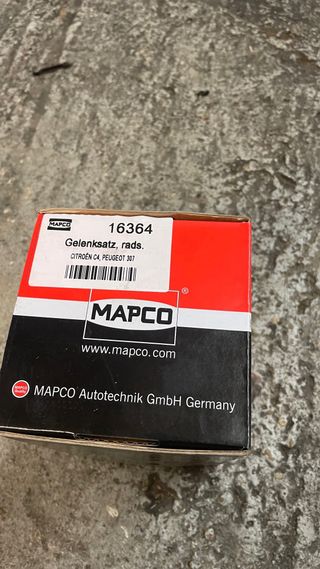 MAPCO
16364
Gelenksatz, rads.
CITROËN C4, PEUGEOT 307
MAPCO
®
www.mapco.com
MAPCO Autotechnik GmbH Germany